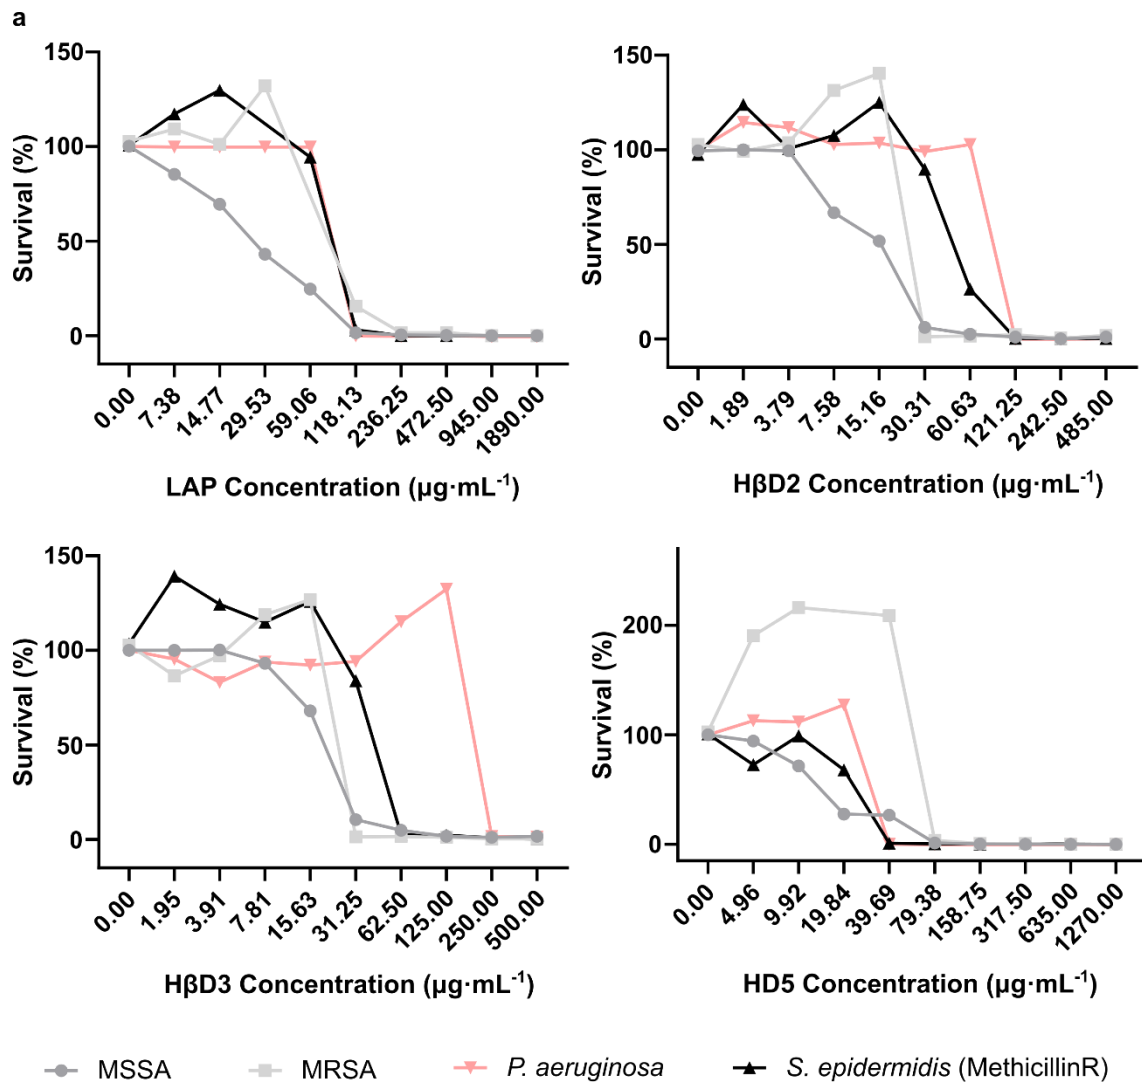 a
150
100
50
0
Survival (%)
0.00 7.38 14.77 29.53 59.06 118.13 236.25 472.50 945.00 1890.00
LAP Concentration (µg·mL⁻¹)
150
100
50
0
Survival (%)
0.00 1.89 3.79 7.58 15.16 30.31 60.63 121.25 242.50 485.00
HβD2 Concentration (µg·mL⁻¹)
150
100
50
0
Survival (%)
0.00 1.95 3.91 7.81 15.63 31.25 62.50 125.00 250.00 500.00
HβD3 Concentration (µg·mL⁻¹)
200
100
0
Survival (%)
0.00 4.96 9.92 19.84 39.69 79.38 158.75 317.50 635.00 1270.00
HD5 Concentration (µg·mL⁻¹)
MSSA MRSA P. aeruginosa S. epidermidis (MethicillinR)